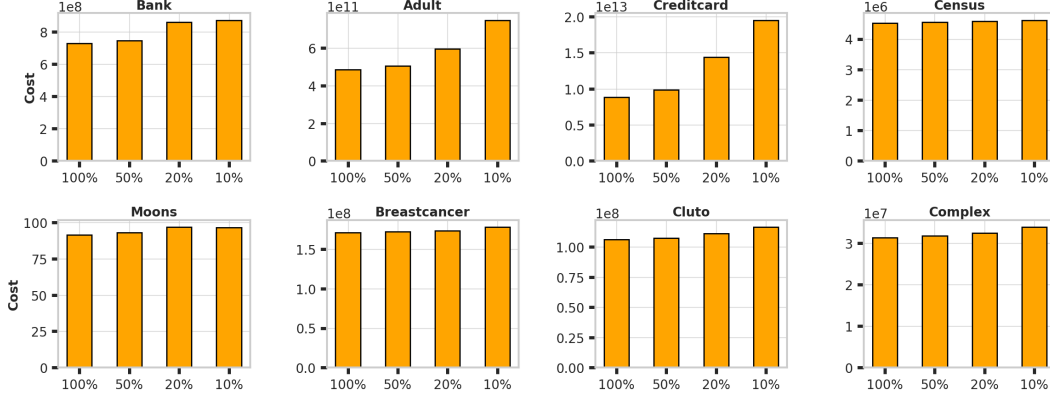 Bank
1e8
8
6
4
2
0
Cost
100% 50% 20% 10%
Adult
1e11
6
4
2
0
100% 50% 20% 10%
Creditcard
1e13
2.0
1.5
1.0
0.5
0.0
100% 50% 20% 10%
Census
1e6
4
3
2
1
0
100% 50% 20% 10%
Moons
100
75
50
25
0
Cost
100% 50% 20% 10%
Breastcancer
1e8
1.5
1.0
0.5
0.0
100% 50% 20% 10%
Cluto
1e8
1.00
0.75
0.50
0.25
0.00
100% 50% 20% 10%
Complex
1e7
3
2
1
0
100% 50% 20% 10%